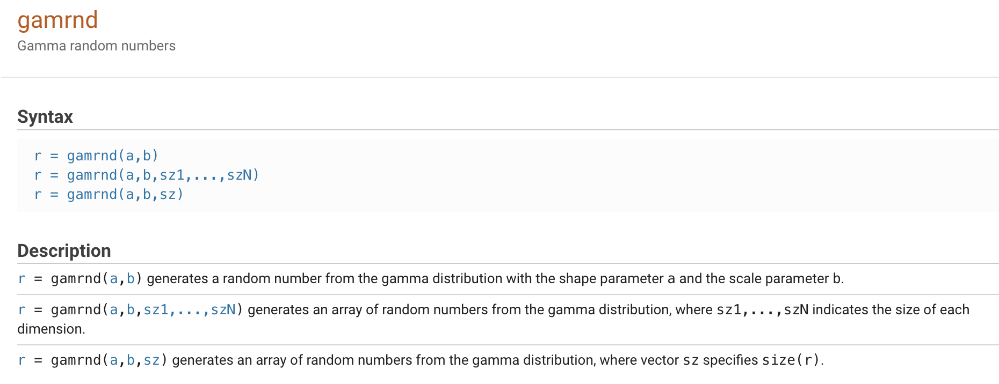 gamrnd
Gamma random numbers
Syntax
r = gamrnd(a,b)
r = gamrnd(a,b,sz1,...,szN)
r = gamrnd(a,b,sz)
Description
r = gamrnd(a,b) generates a random number from the gamma distribution with the shape parameter a and the scale parameter b.
r = gamrnd(a,b,sz1,...,szN) generates an array of random numbers from the gamma distribution, where sz1,...,szN indicates the size of each
dimension.
r = gamrnd(a,b,sz) generates an array of random numbers from the gamma distribution, where vector sz specifies size(r).